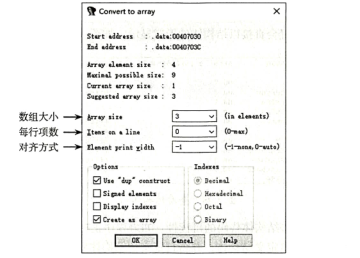 Convert to array
Start address : .data:00407030
End address : .data:0040703C
Array element size : 4
Maximal possible size: 9
Current array size : 1
Suggested array size : 3
数组大小 Array size 3 (in elements)
每行项数 Items on a line 0 (0-max)
对齐方式 Element print width -1 (-1-none,0-auto)
Options Indexes
Use "dup" construct Decimal
Signed elements Hexadecimal
Display indexes Octal
Create as array Binary
OK Cancel Help